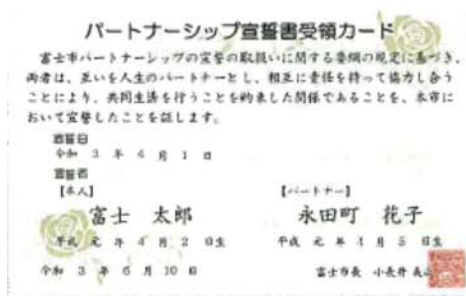 パートナーシップ宣誓書受領カード
富士市パートナーシップの宣誓の取扱いに関する要綱の規定に基づき、
両者は、互いを人生のパートナーとし、相互に責任を持って協力し合う
ことにより、共同生活を行うことを約束した関係であることを、本市に
おいて宣誓したことを証します。
宣誓日
令和 3 年 4 月 1 日
宣誓者
【本人】 【パートナー】
富士 太郎 永田町 花子
平成 元 年 4 月 2 日生 平成 元 年 4 月 5 日生
令和 3 年 6 月 10 日 富士市長 小長井 義正